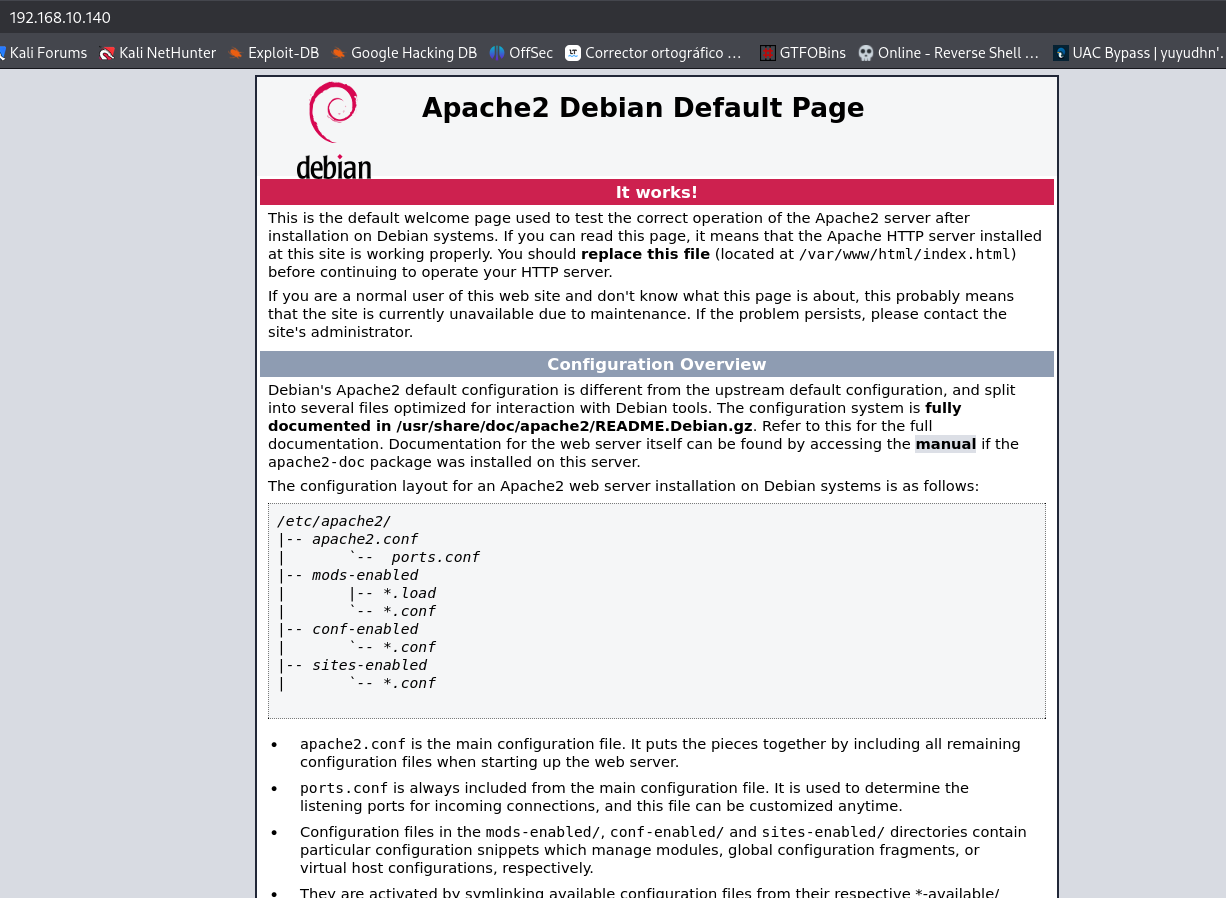 192.168.10.140
Kali Forums Kali NetHunter Exploit-DB Google Hacking DB OffSec Corrector ortográfico ... GTFOBins Online - Reverse Shell ... UAC Bypass | yuyudhn'.
debian
Apache2 Debian Default Page
It works!
This is the default welcome page used to test the correct operation of the Apache2 server after
installation on Debian systems. If you can read this page, it means that the Apache HTTP server installed
at this site is working properly. You should replace this file (located at /var/www/html/index.html)
before continuing to operate your HTTP server.
If you are a normal user of this web site and don't know what this page is about, this probably means
that the site is currently unavailable due to maintenance. If the problem persists, please contact the
site's administrator.
Configuration Overview
Debian's Apache2 default configuration is different from the upstream default configuration, and split
into several files optimized for interaction with Debian tools. The configuration system is fully
documented in /usr/share/doc/apache2/README.Debian.gz. Refer to this for the full
documentation. Documentation for the web server itself can be found by accessing the manual if the
apache2-doc package was installed on this server.
The configuration layout for an Apache2 web server installation on Debian systems is as follows:
/etc/apache2/
|-- apache2.conf
|       `--  ports.conf
|-- mods-enabled
|       |-- *.load
|       `-- *.conf
|-- conf-enabled
|       `-- *.conf
|-- sites-enabled
|       `-- *.conf
• apache2.conf is the main configuration file. It puts the pieces together by including all remaining
configuration files when starting up the web server.
• ports.conf is always included from the main configuration file. It is used to determine the
listening ports for incoming connections, and this file can be customized anytime.
• Configuration files in the mods-enabled/, conf-enabled/ and sites-enabled/ directories contain
particular configuration snippets which manage modules, global configuration fragments, or
virtual host configurations, respectively.
• They are activated by symlinking available configuration files from their respective *-available/